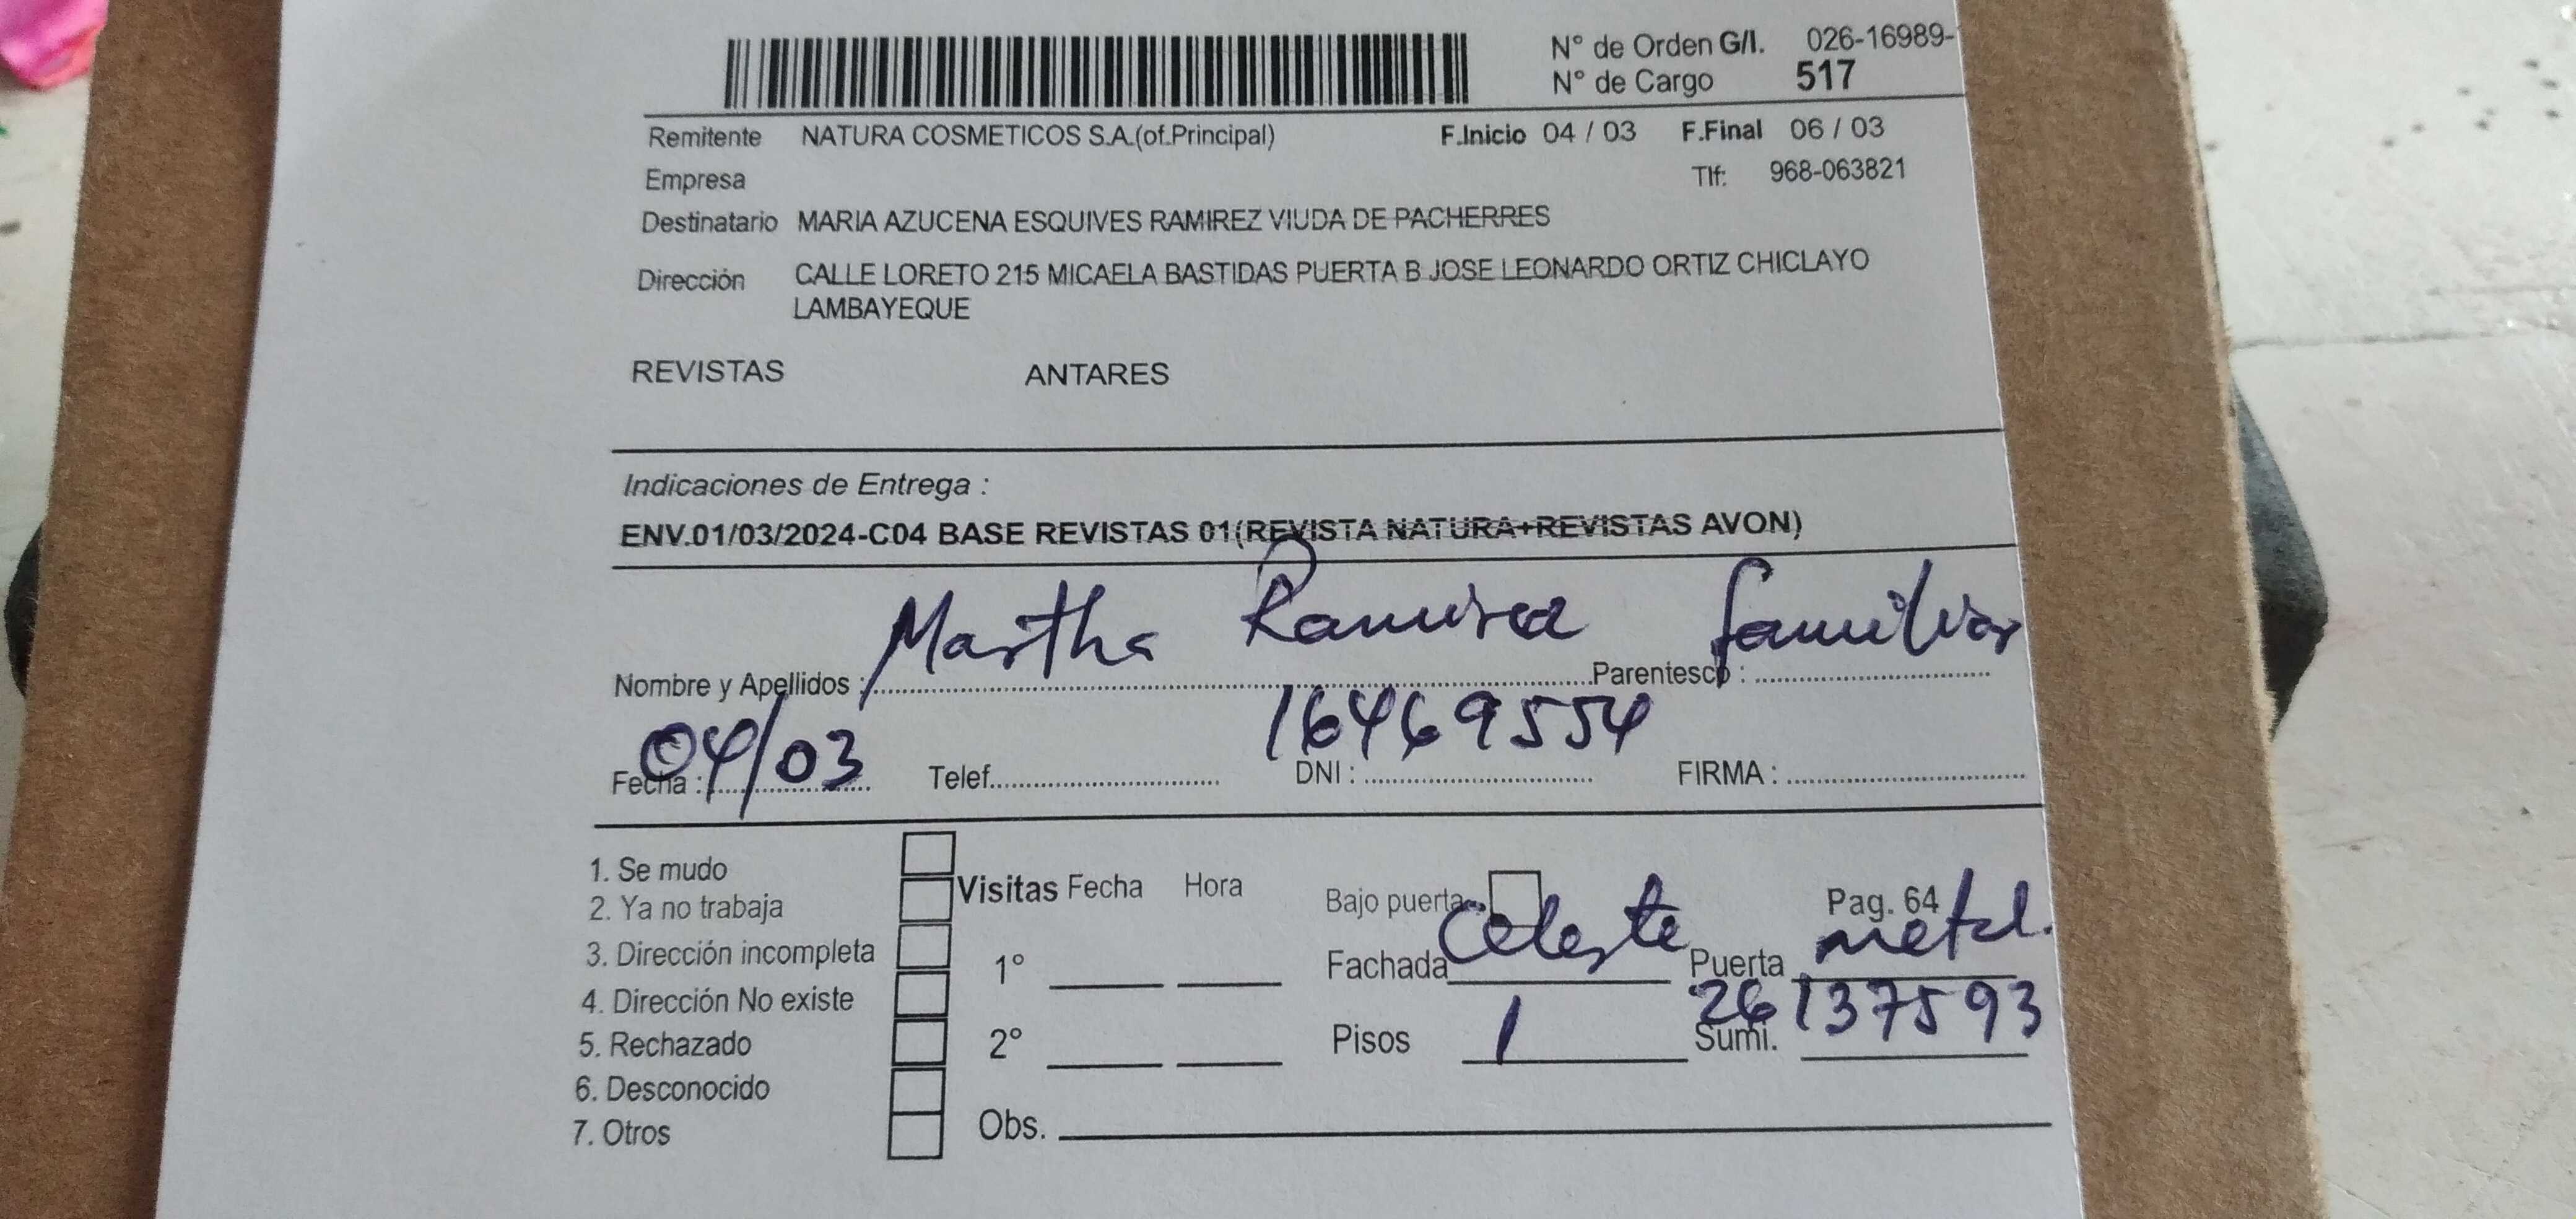 N° de Orden G/I. 026-16989-
N° de Cargo 517
Remitente NATURA COSMETICOS S.A.(of.Principal) F.Inicio 04 / 03 F.Final 06 / 03
Empresa Tlf: 968-063821
Destinatario MARIA AZUCENA ESQUIVES RAMIREZ VIUDA DE PACHERRES
Dirección CALLE LORETO 215 MICAELA BASTIDAS PUERTA B JOSE LEONARDO ORTIZ CHICLAYO
LAMBAYEQUE
REVISTAS ANTARES
Indicaciones de Entrega :
ENV.01/03/2024-C04 BASE REVISTAS 01(REVISTA NATURA+REVISTAS AVON)
Nombre y Apellidos : Martha Ramirez Parentesco : familiar
Fecha : 04/03 Telef. DNI : 16469554 FIRMA :
1. Se mudo
2. Ya no trabaja
3. Dirección incompleta
4. Dirección No existe
5. Rechazado
6. Desconocido
7. Otros
Visitas Fecha Hora
1°
2°
Bajo puerta Pag. 64
Fachada Celeste Puerta metal.
Pisos 1 Sumi. 26137593
Obs.